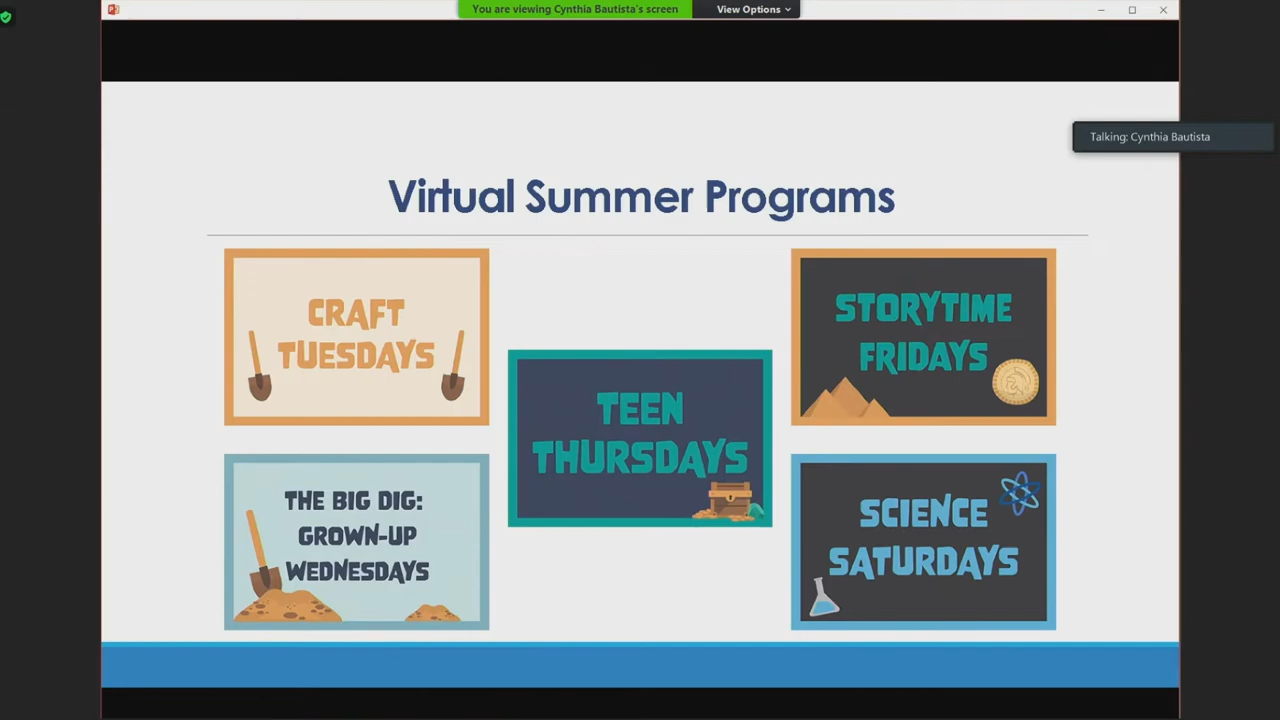 You are viewing Cynthia Bautista's screen
View Options
Talking: Cynthia Bautista
Virtual Summer Programs
CRAFT
TUESDAYS
THE BIG DIG:
GROWN-UP
WEDNESDAYS
TEEN
THURSDAYS
STORYTIME
FRIDAYS
SCIENCE
SATURDAYS